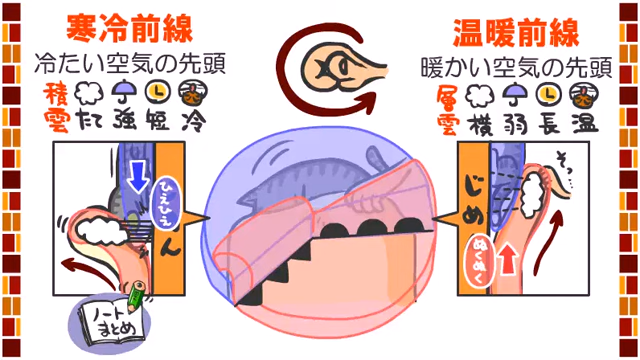 寒冷前線
冷たい空気の先頭
積雲 たて 強 短 冷
ひえひえ
ん
ノートまとめ
温暖前線
暖かい空気の先頭
層雲 横 弱 長 温
そっ…
じめ
ぬくぬく